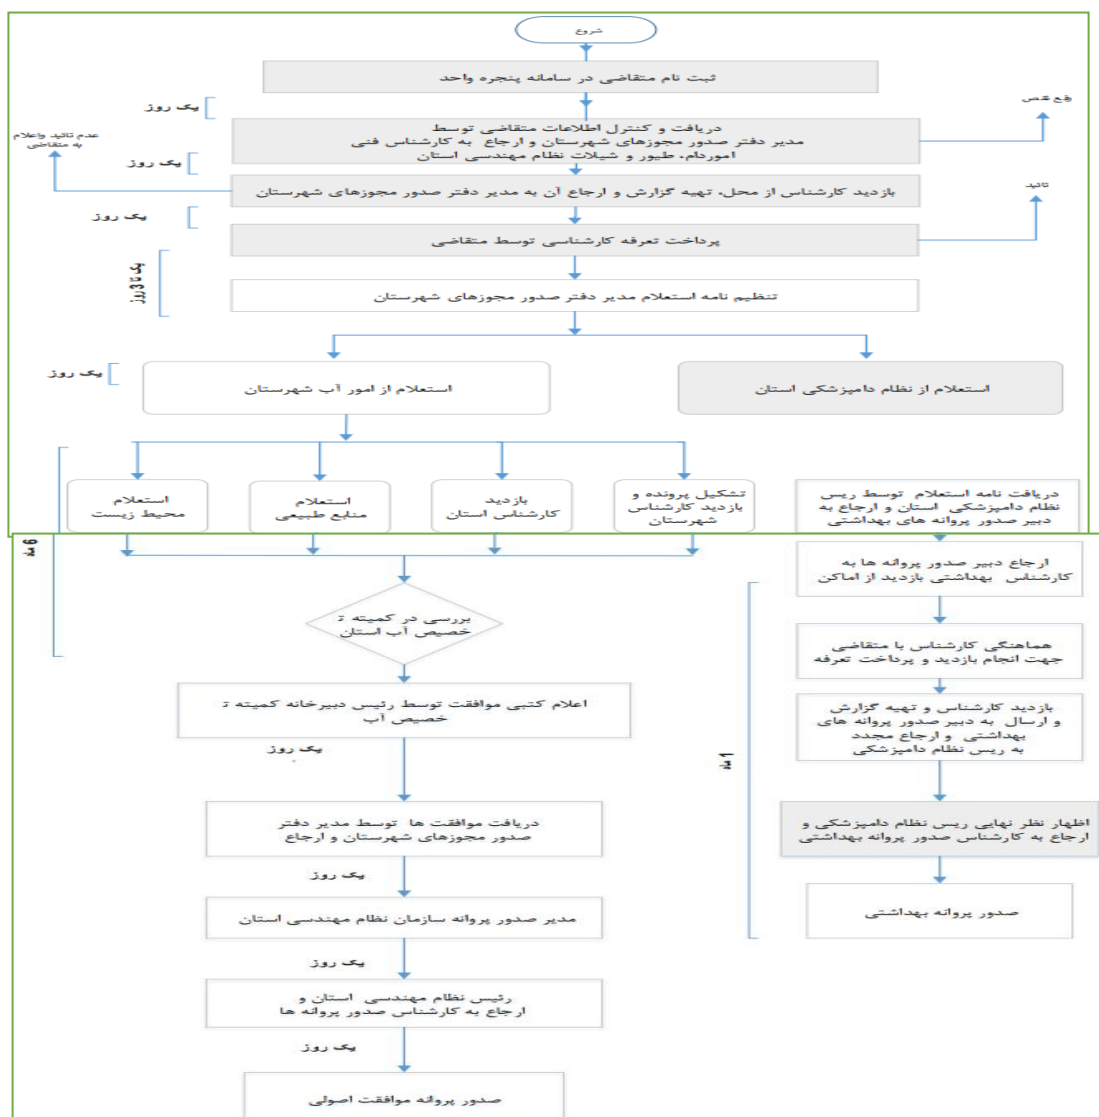 شروع
ثبت نام متقاضی در سامانه پنجره واحد
یک روز
رفع نقص
دریافت و کنترل اطلاعات متقاضی توسط
مدیر دفتر صدور مجوزهای شهرستان و ارجاع به کارشناس فنی
اموردام، طیور و شیلات نظام مهندسی استان
عدم تائید واعلام
به متقاضی
یک روز
بازدید کارشناس از محل، تهیه گزارش و ارجاع آن به مدیر دفتر صدور مجوزهای شهرستان
تائید
یک روز
پرداخت تعرفه کارشناسی توسط متقاضی
یک تا 3 روز
تنظیم نامه استعلام مدیر دفتر صدور مجوزهای شهرستان
استعلام از نظام دامپزشکی استان
استعلام از امور آب شهرستان
یک روز
دریافت نامه استعلام توسط ریس
نظام دامپزشکی استان و ارجاع به
دبیر صدور پروانه های بهداشتی
تشکیل پرونده و
بازدید کارشناس
شهرستان
بازدید
کارشناس استان
استعلام
منابع طبیعی
استعلام
محیط زیست
6 ماه
ارجاع دبیر صدور پروانه ها به
کارشناس بهداشتی بازدید از اماکن
بررسی در کمیته ت
خصیص آب استان
هماهنگی کارشناس با متقاضی
جهت انجام بازدید و پرداخت تعرفه
اعلام کتبی موافقت توسط رئیس دبیرخانه کمیته ت
خصیص آب
بازدید کارشناس و تهیه گزارش
و ارسال به دبیر صدور پروانه های
بهداشتی و ارجاع مجدد
به ریس نظام دامپزشکی
یک روز
1 ماه
دریافت موافقت ها توسط مدیر دفتر
صدور مجوزهای شهرستان و ارجاع
اظهار نظر نهایی ریس نظام دامپزشکی و
ارجاع به کارشناس صدور پروانه بهداشتی
یک روز
مدیر صدور پروانه سازمان نظام مهندسی استان
صدور پروانه بهداشتی
یک روز
رئیس نظام مهندسی استان و
ارجاع به کارشناس صدور پروانه ها
یک روز
صدور پروانه موافقت اصولی